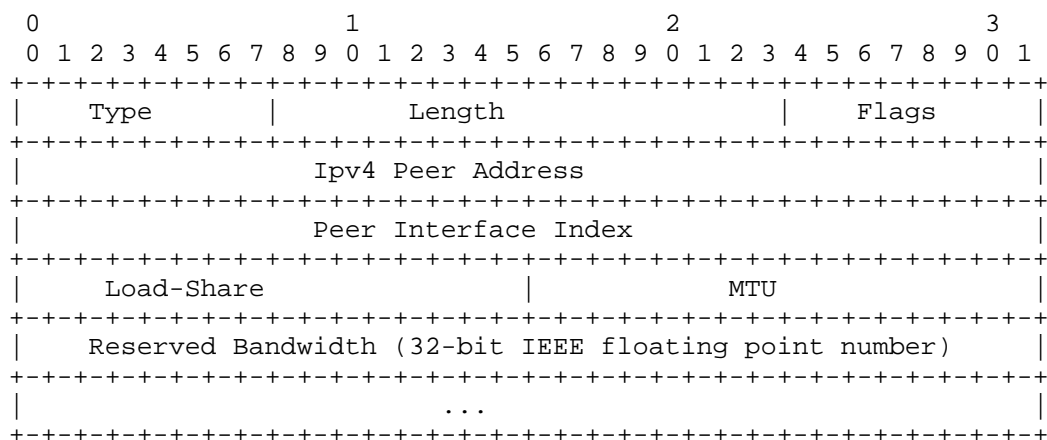 0                   1                   2                   3
 0 1 2 3 4 5 6 7 8 9 0 1 2 3 4 5 6 7 8 9 0 1 2 3 4 5 6 7 8 9 0 1
+-+-+-+-+-+-+-+-+-+-+-+-+-+-+-+-+-+-+-+-+-+-+-+-+-+-+-+-+-+-+-+-+
|    Type       |        Length                 |    Flags      |
+-+-+-+-+-+-+-+-+-+-+-+-+-+-+-+-+-+-+-+-+-+-+-+-+-+-+-+-+-+-+-+-+
|                  Ipv4 Peer Address                            |
+-+-+-+-+-+-+-+-+-+-+-+-+-+-+-+-+-+-+-+-+-+-+-+-+-+-+-+-+-+-+-+-+
|                  Peer Interface Index                         |
+-+-+-+-+-+-+-+-+-+-+-+-+-+-+-+-+-+-+-+-+-+-+-+-+-+-+-+-+-+-+-+-+
|     Load-Share                |            MTU                |
+-+-+-+-+-+-+-+-+-+-+-+-+-+-+-+-+-+-+-+-+-+-+-+-+-+-+-+-+-+-+-+-+
|    Reserved Bandwidth (32-bit IEEE floating point number)     |
+-+-+-+-+-+-+-+-+-+-+-+-+-+-+-+-+-+-+-+-+-+-+-+-+-+-+-+-+-+-+-+-+
|                          ...                                  |
+-+-+-+-+-+-+-+-+-+-+-+-+-+-+-+-+-+-+-+-+-+-+-+-+-+-+-+-+-+-+-+-+